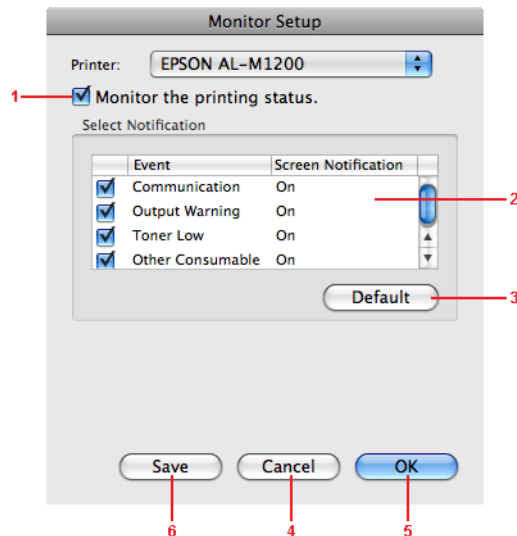 Monitor Setup
Printer: EPSON AL-M1200
1 Monitor the printing status.
Select Notification
Event Screen Notification
Communication On
2
Output Warning On
Toner Low On
Other Consumable On
Default 3
Save Cancel OK
6 4 5